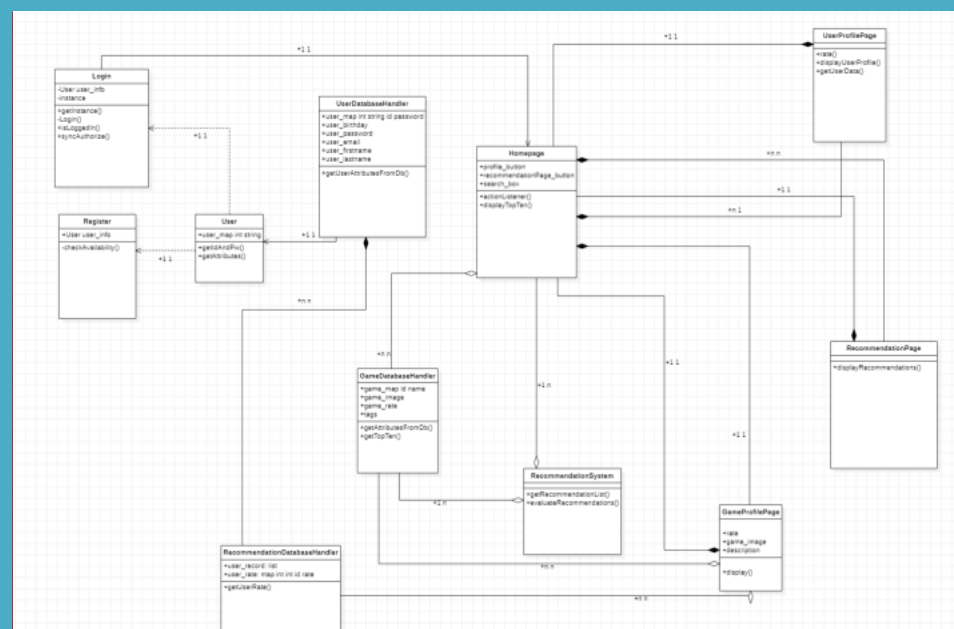 UserProfilePage
+rate()
+displayUserProfile()
+getUserData()
+1:1
+1:1
Login
-User user_info
-instance
+getInstance()
-Login()
+isLoggedIn()
+syncAuthorize()
UserDatabaseHandler
+user_map int string id password
+user_birthday
+user_password
+user_email
+user_firstname
+user_lastname
+getUserAttributesFromDb()
+1:1
Homepage
+profile_button
+recommendationPage_button
+search_box
+actionListener()
+displayTopTen()
+n:n
+1:1
+n:1
Register
+User user_info
-checkAvailability()
User
+user_map int string
+getIdAndPw()
+getAttributes()
+1:1
+1:1
+n:n
+n:n
RecommendationPage
+displayRecommendations()
GameDatabaseHandler
+game_map id name
+game_image
+game_rate
+tags
+getAttributesFromDb()
+getTopTen()
+1:1
+1:n
+1:1
RecommendationSystem
+getRecommendationList()
+evaluateRecommendations()
+1:n
GameProfilePage
+rate
+game_image
+description
+display()
RecommendationDatabaseHandler
+user_record: list
+user_rate: map int int id rate
+getUserRate()
+n:n
+n:n